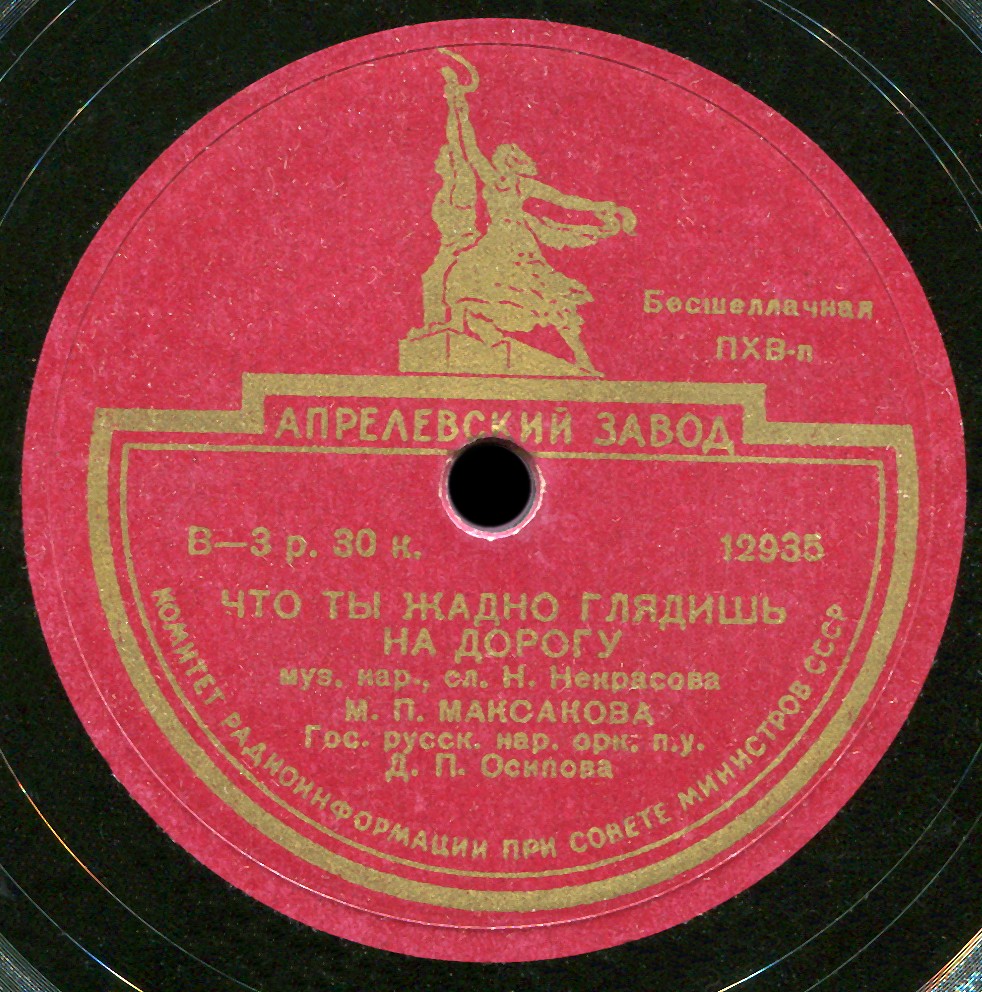 Бесшеллачная
ПХВ-п
АПРЕЛЕВСКИЙ ЗАВОД
В—3 р. 30 к.
12935
ЧТО ТЫ ЖАДНО ГЛЯДИШЬ
НА ДОРОГУ
муз. нар., сл. Н. Некрасова
М. П. МАКСАКОВА
Гос. русск. нар. орк. п.у.
Д. П. Осипова
КОМИТЕТ РАДИОИНФОРМАЦИИ ПРИ СОВЕТЕ МИНИСТРОВ СССР